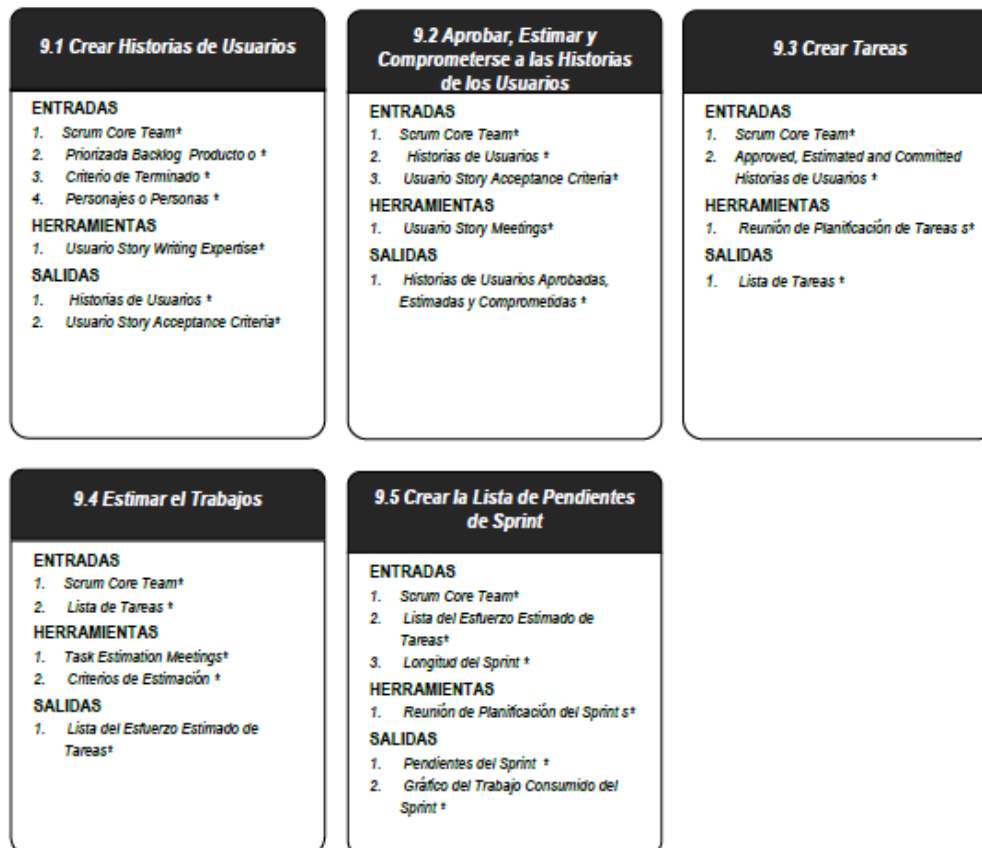 9.1 Crear Historias de Usuarios
ENTRADAS
1. Scrum Core Team*
2. Priorizada Backlog Producto o *
3. Criterio de Terminado *
4. Personajes o Personas *
HERRAMIENTAS
1. Usuario Story Writing Expertise*
SALIDAS
1. Historias de Usuarios *
2. Usuario Story Acceptance Criteria*
9.2 Aprobar, Estimar y
Comprometerse a las Historias
de los Usuarios
ENTRADAS
1. Scrum Core Team*
2. Historias de Usuarios *
3. Usuario Story Acceptance Criteria*
HERRAMIENTAS
1. Usuario Story Meetings*
SALIDAS
1. Historias de Usuarios Aprobadas,
Estimadas y Comprometidas *
9.3 Crear Tareas
ENTRADAS
1. Scrum Core Team*
2. Approved, Estimated and Committed
Historias de Usuarios *
HERRAMIENTAS
1. Reunión de Planificación de Tareas s*
SALIDAS
1. Lista de Tareas *
9.4 Estimar el Trabajos
ENTRADAS
1. Scrum Core Team*
2. Lista de Tareas *
HERRAMIENTAS
1. Task Estimation Meetings*
2. Criterios de Estimación *
SALIDAS
1. Lista del Esfuerzo Estimado de
Tareas*
9.5 Crear la Lista de Pendientes
de Sprint
ENTRADAS
1. Scrum Core Team*
2. Lista del Esfuerzo Estimado de
Tareas*
3. Longitud del Sprint *
HERRAMIENTAS
1. Reunión de Planificación del Sprint s*
SALIDAS
1. Pendientes del Sprint *
2. Gráfico del Trabajo Consumido del
Sprint *